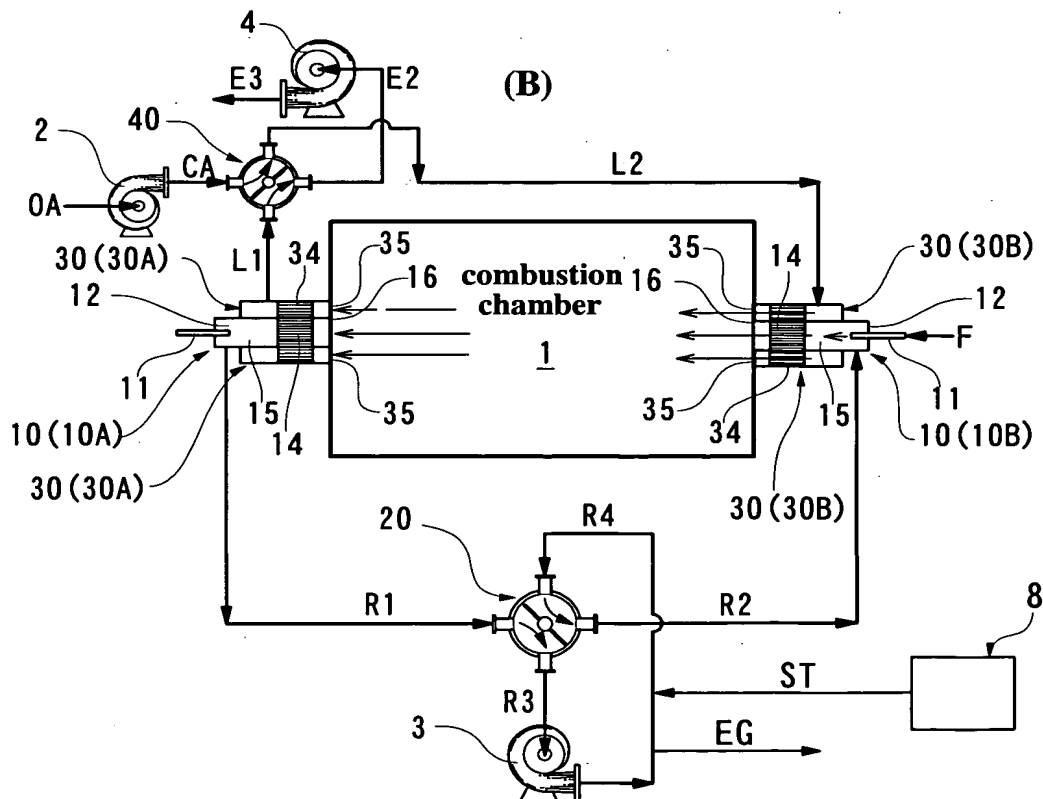 4
(B)
E3
E2
40
2
CA
L2
OA
30(30A)
L1
34
35
16
combustion
chamber
35
14
30(30B)
12
16
12
1
F
11
15
14
35
35
34
15
11
10(10A)
10(10B)
30(30A)
30(30B)
20
R4
8
R1
R2
ST
R3
3
EG